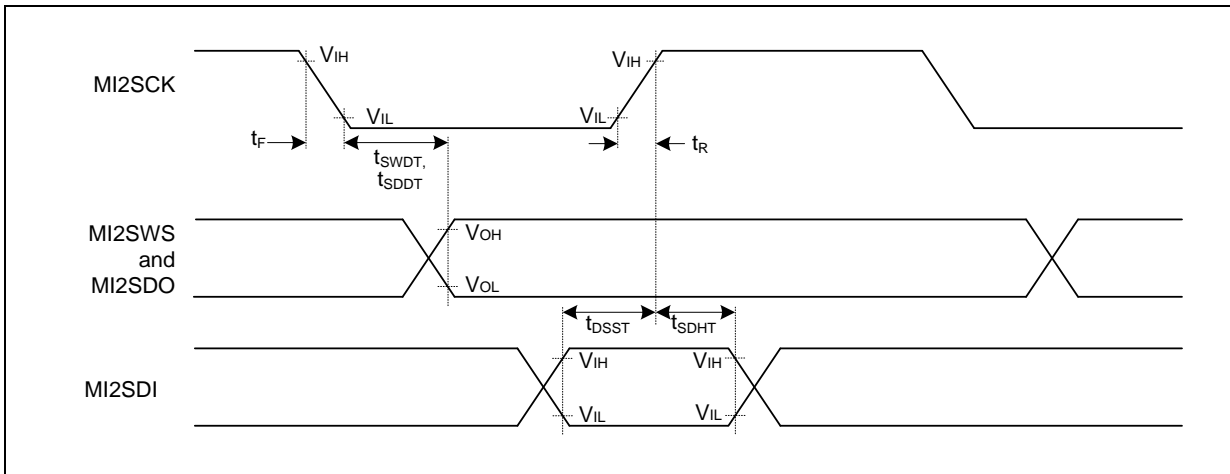 VIH
VIH
MI2SCK
VIL
VIL
tF
tSWDT,
tSDDT
tR
MI2SWS
and
MI2SDO
VOH
VOL
tDSST
tSDHT
VIH
VIH
MI2SDI
VIL
VIL